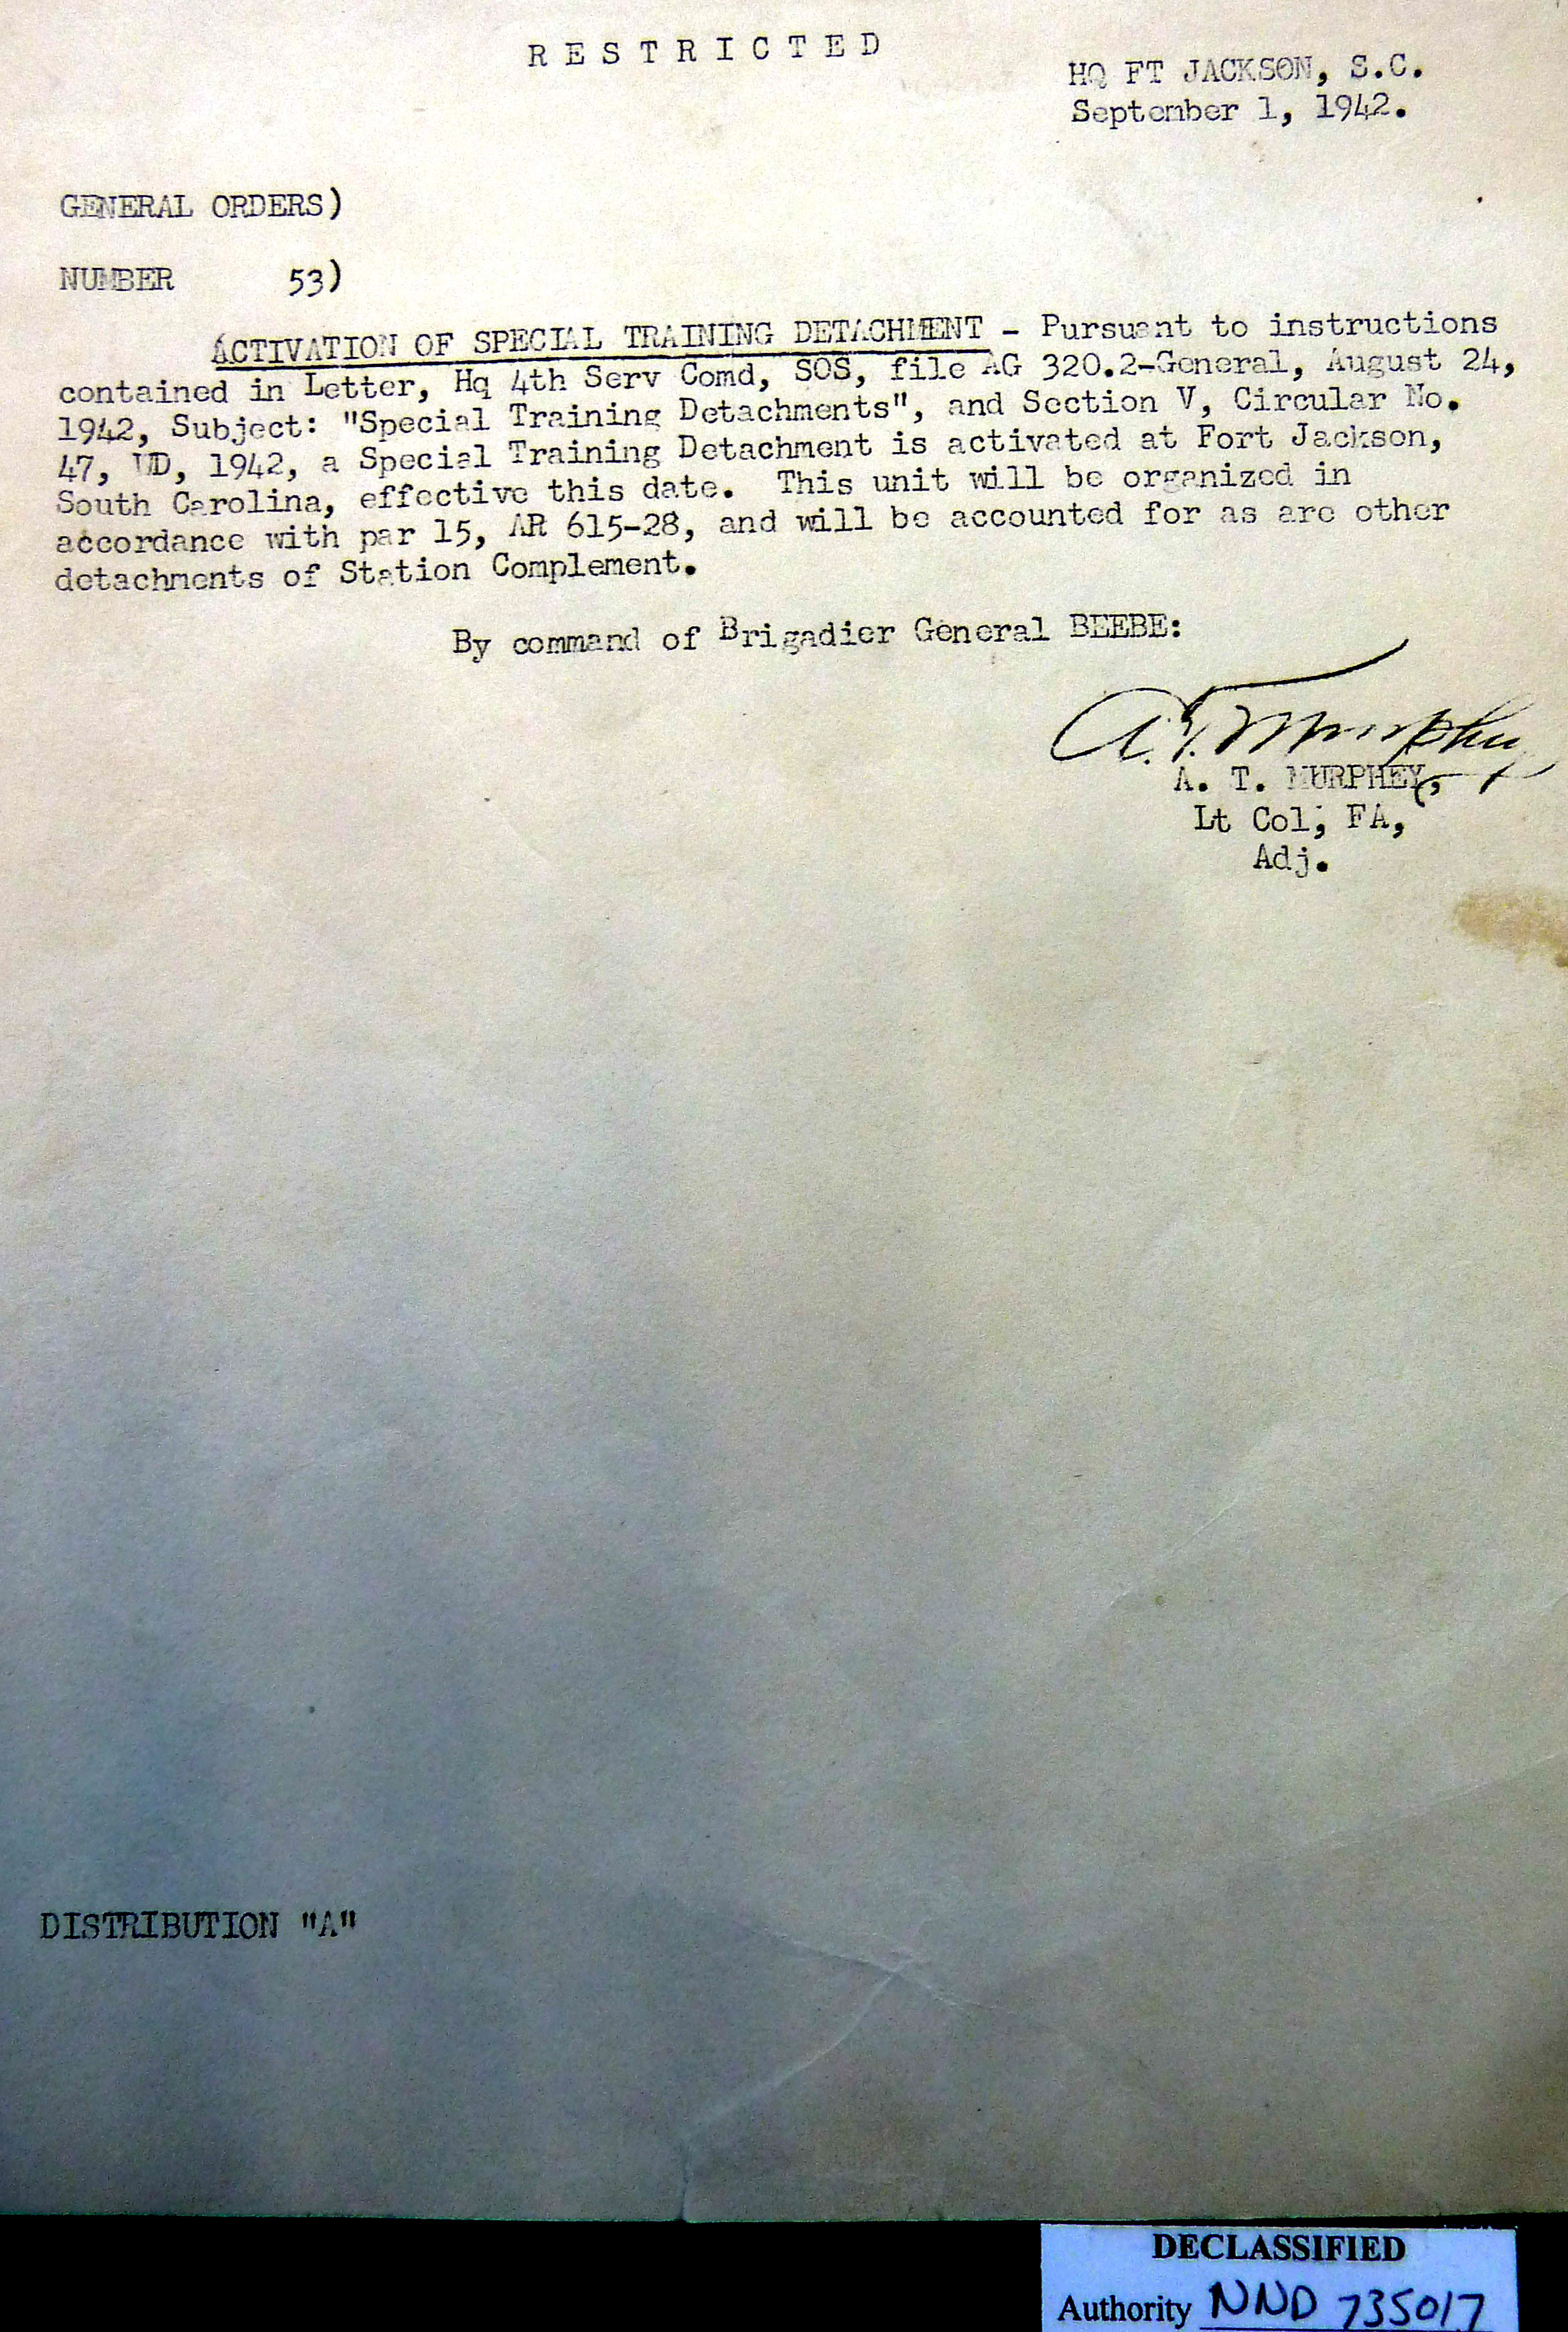 R E S T R I C T E D
HQ FT JACKSON, S.C.
September 1, 1942.
GENERAL ORDERS)
NUMBER 53)
ACTIVATION OF SPECIAL TRAINING DETACHMENT - Pursuant to instructions
contained in Letter, Hq 4th Serv Comd, SOS, file AG 320.2-General, August 24,
1942, Subject: "Special Training Detachments", and Section V, Circular No.
47, WD, 1942, a Special Training Detachment is activated at Fort Jackson,
South Carolina, effective this date. This unit will be organized in
accordance with par 15, AR 615-28, and will be accounted for as are other
detachments of Station Complement.
By command of Brigadier General BEEBE:
A. T. Murphey
A. T. MURPHEY,
Lt Col, FA,
Adj.
DISTRIBUTION "A"
DECLASSIFIED
Authority NND 735017